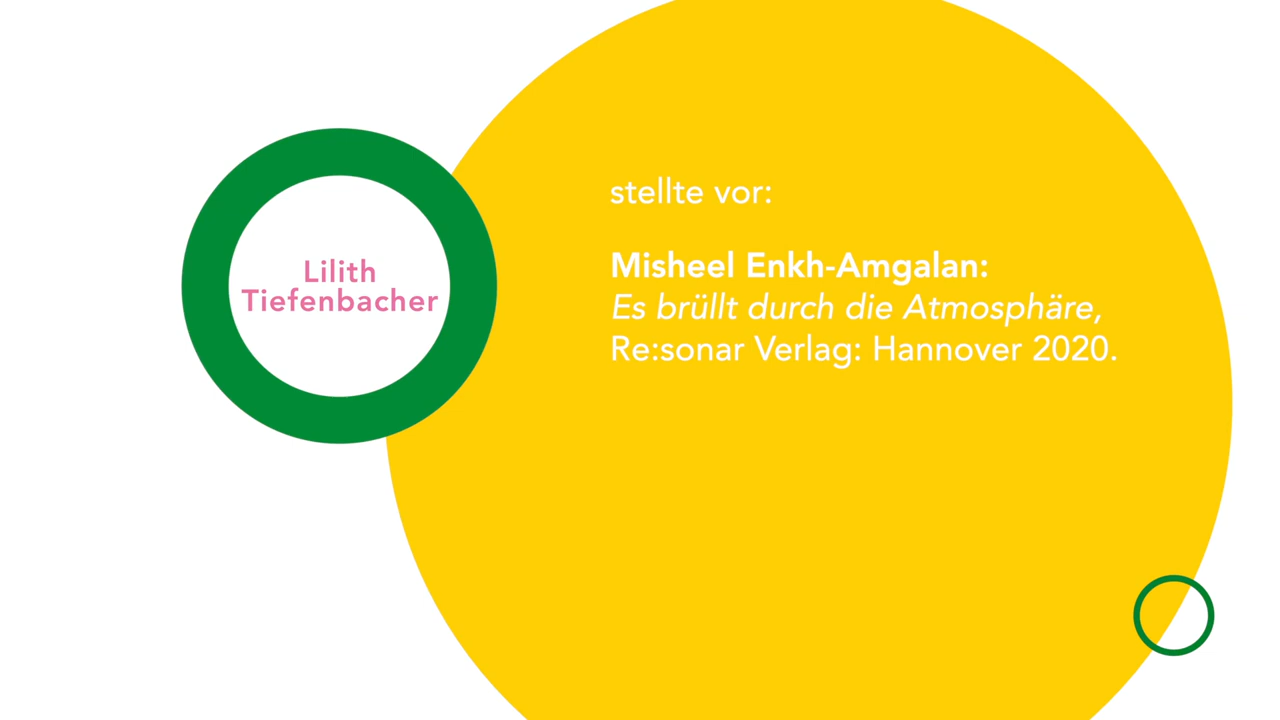 Lilith
Tiefenbacher
stellte vor:
Misheel Enkh-Amgalan:
Es brüllt durch die Atmosphäre,
Re:sonar Verlag: Hannover 2020.